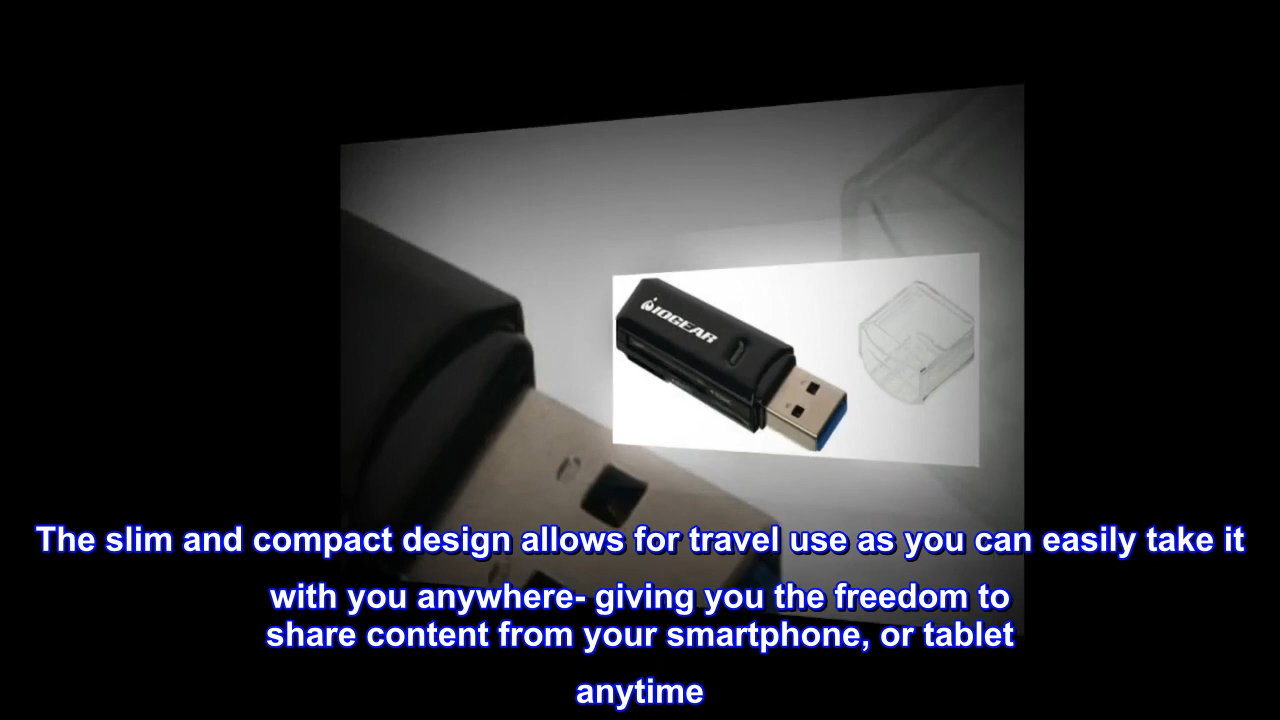 IOGEAR
The slim and compact design allows for travel use as you can easily take it
with you anywhere- giving you the freedom to
share content from your smartphone, or tablet
anytime